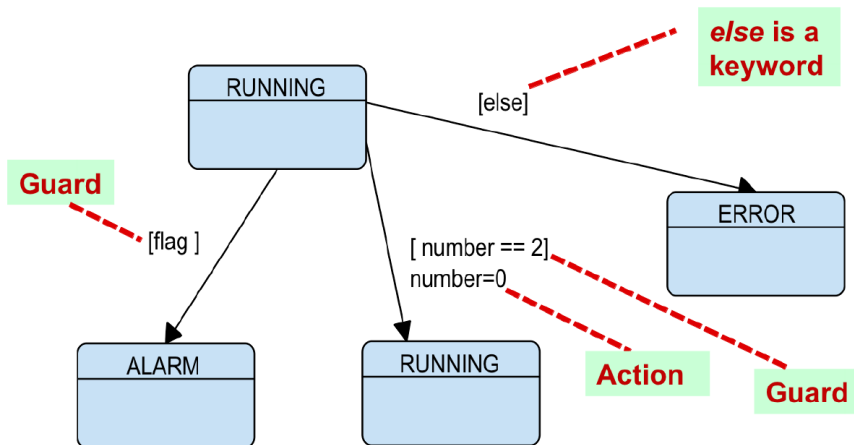 else is a
keyword
RUNNING
[else]
Guard
ERROR
[flag ]
[ number == 2]
number=0
ALARM
RUNNING
Action
Guard